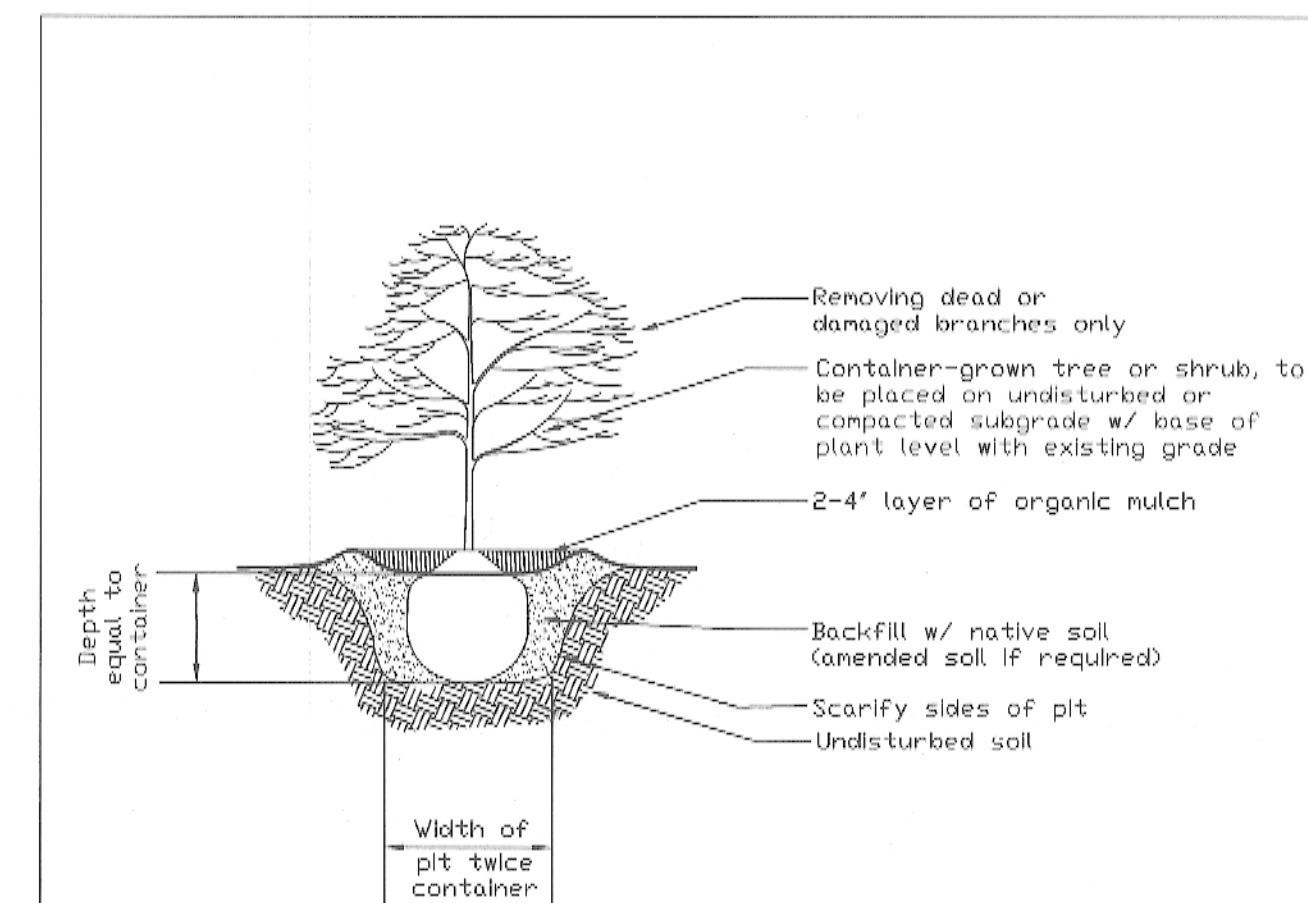 Removing dead or
damaged branches only
Container-grown tree or shrub, to
be placed on undisturbed or
compacted subgrade w/ base of
plant level with existing grade
2-4" layer of organic mulch
Depth
equal to
container
Backfill w/ native soil
(amended soil if required)
Scarify sides of pit
Undisturbed soil
Width of
pit twice
container